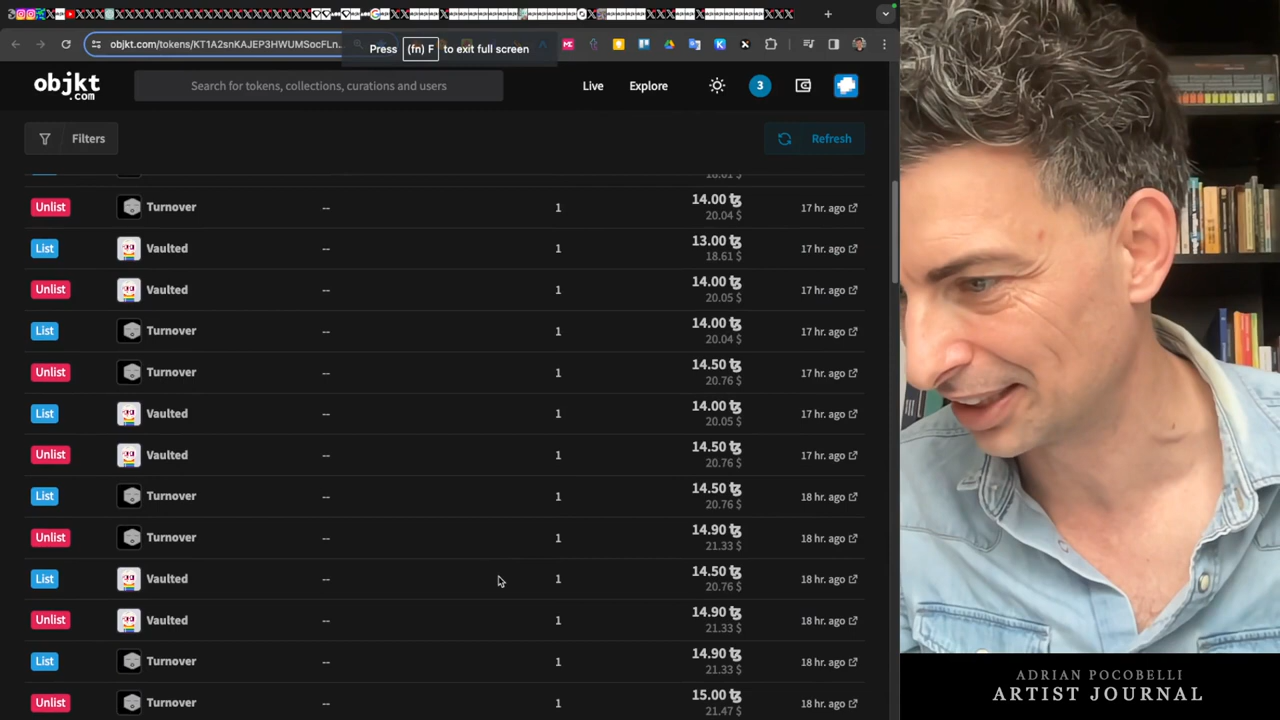 objkt.com/tokens/KT1A2snKAJEP3HWUMSocFLn...
Press (fn) F to exit full screen
objkt
.com
Search for tokens, collections, curations and users
Live
Explore
3
Filters
Refresh
Unlist Turnover -- 1 14.00 ꜩ 17 hr. ago
20.04 $
List Vaulted -- 1 13.00 ꜩ 17 hr. ago
18.61 $
Unlist Vaulted -- 1 14.00 ꜩ 17 hr. ago
20.05 $
List Turnover -- 1 14.00 ꜩ 17 hr. ago
20.04 $
Unlist Turnover -- 1 14.50 ꜩ 17 hr. ago
20.76 $
List Vaulted -- 1 14.00 ꜩ 17 hr. ago
20.05 $
Unlist Vaulted -- 1 14.50 ꜩ 17 hr. ago
20.76 $
List Turnover -- 1 14.50 ꜩ 18 hr. ago
20.76 $
Unlist Turnover -- 1 14.90 ꜩ 18 hr. ago
21.33 $
List Vaulted -- 1 14.50 ꜩ 18 hr. ago
20.76 $
Unlist Vaulted -- 1 14.90 ꜩ 18 hr. ago
21.33 $
List Turnover -- 1 14.90 ꜩ 18 hr. ago
21.33 $
Unlist Turnover -- 1 15.00 ꜩ 18 hr. ago
21.47 $
ADRIAN POCOBELLI
ARTIST JOURNAL